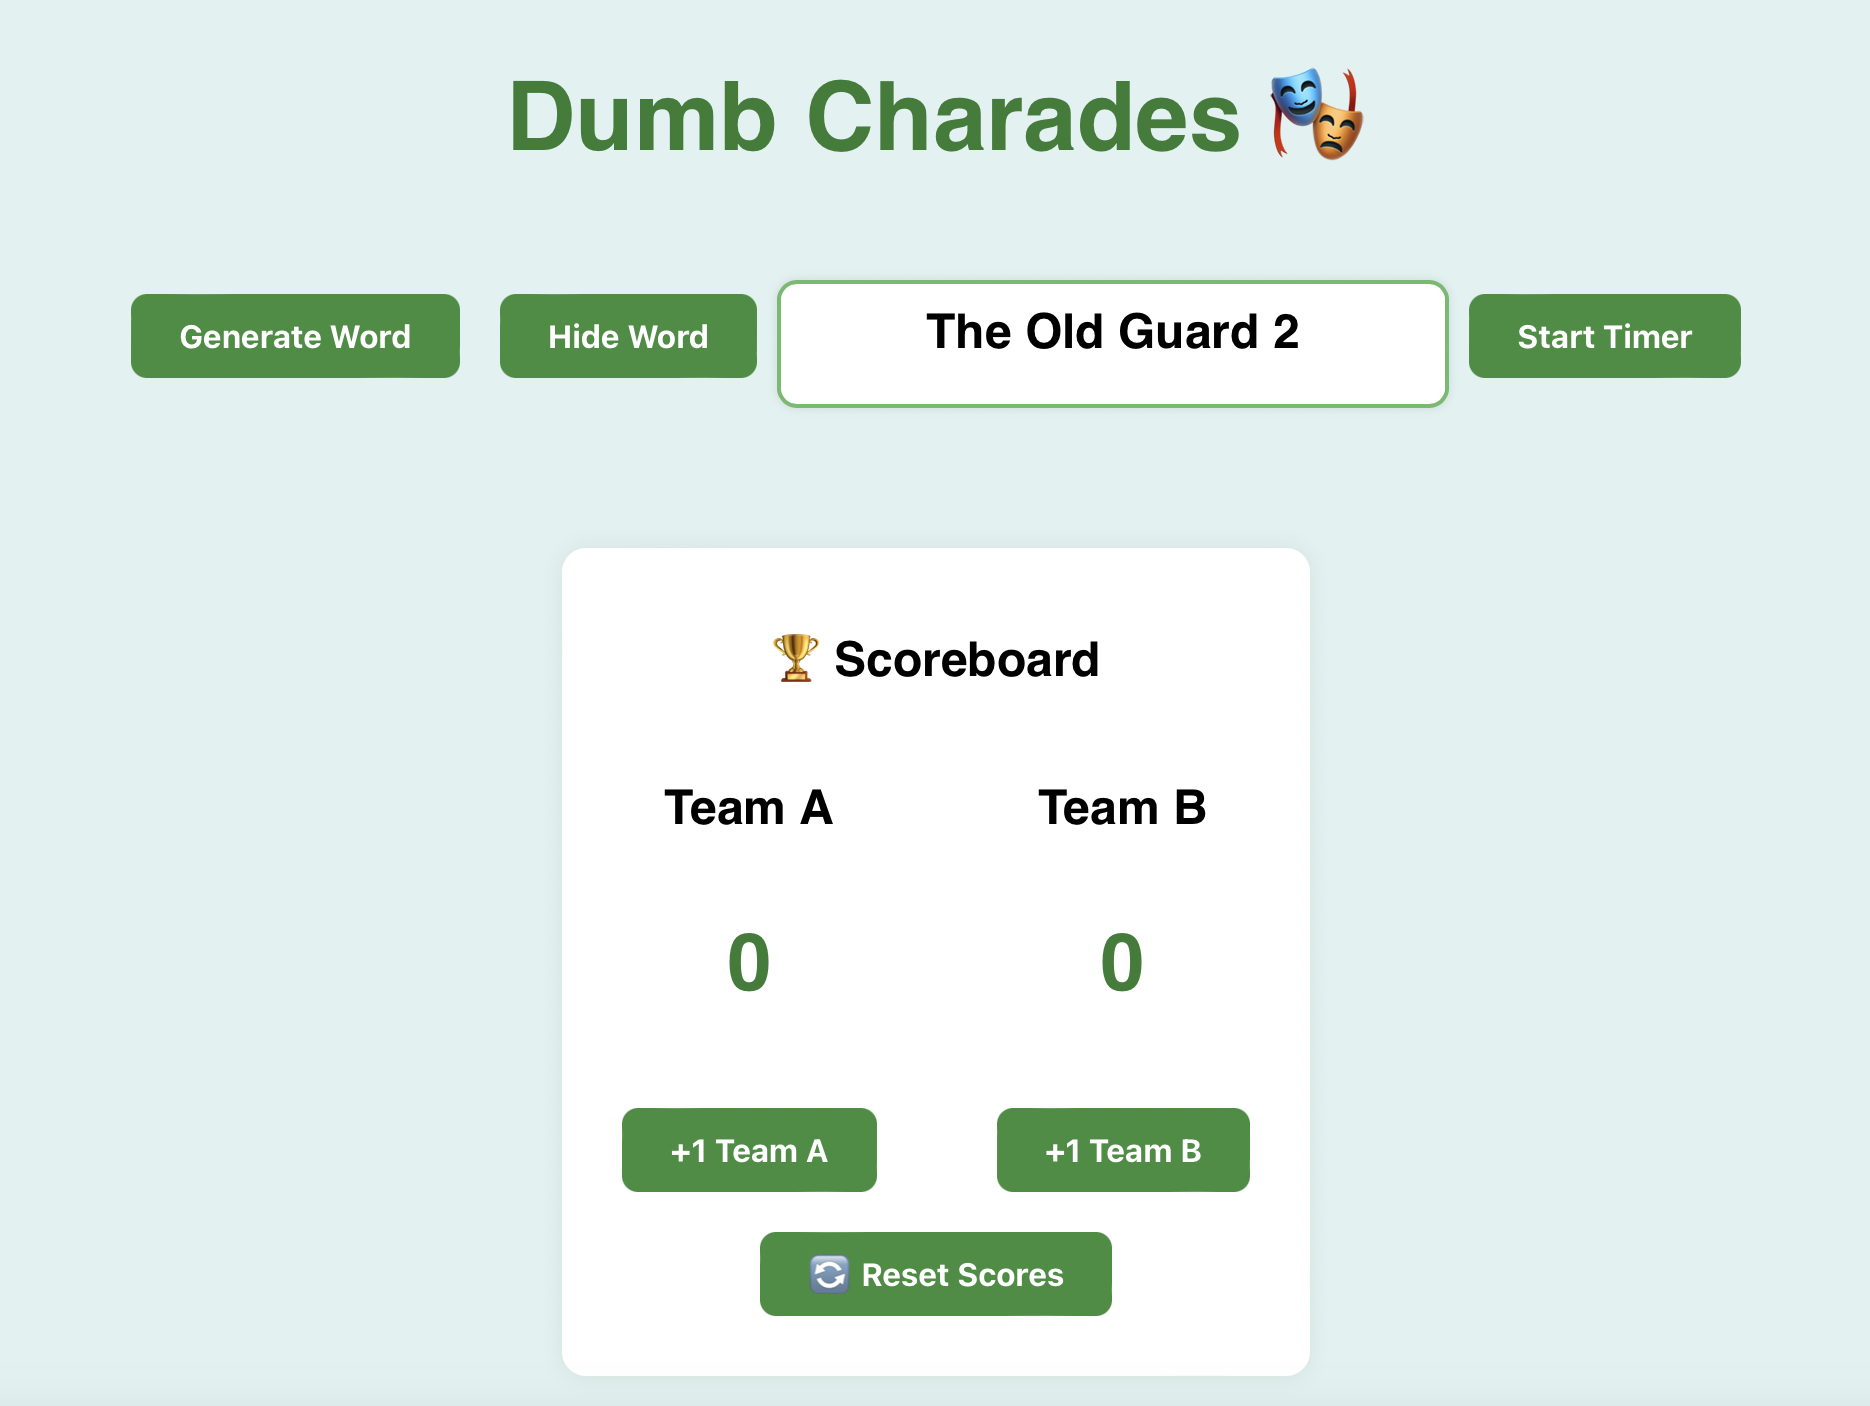 Dumb Charades
Generate Word
Hide Word
The Old Guard 2
Start Timer
Scoreboard
Team A
Team B
0
0
+1 Team A
+1 Team B
Reset Scores